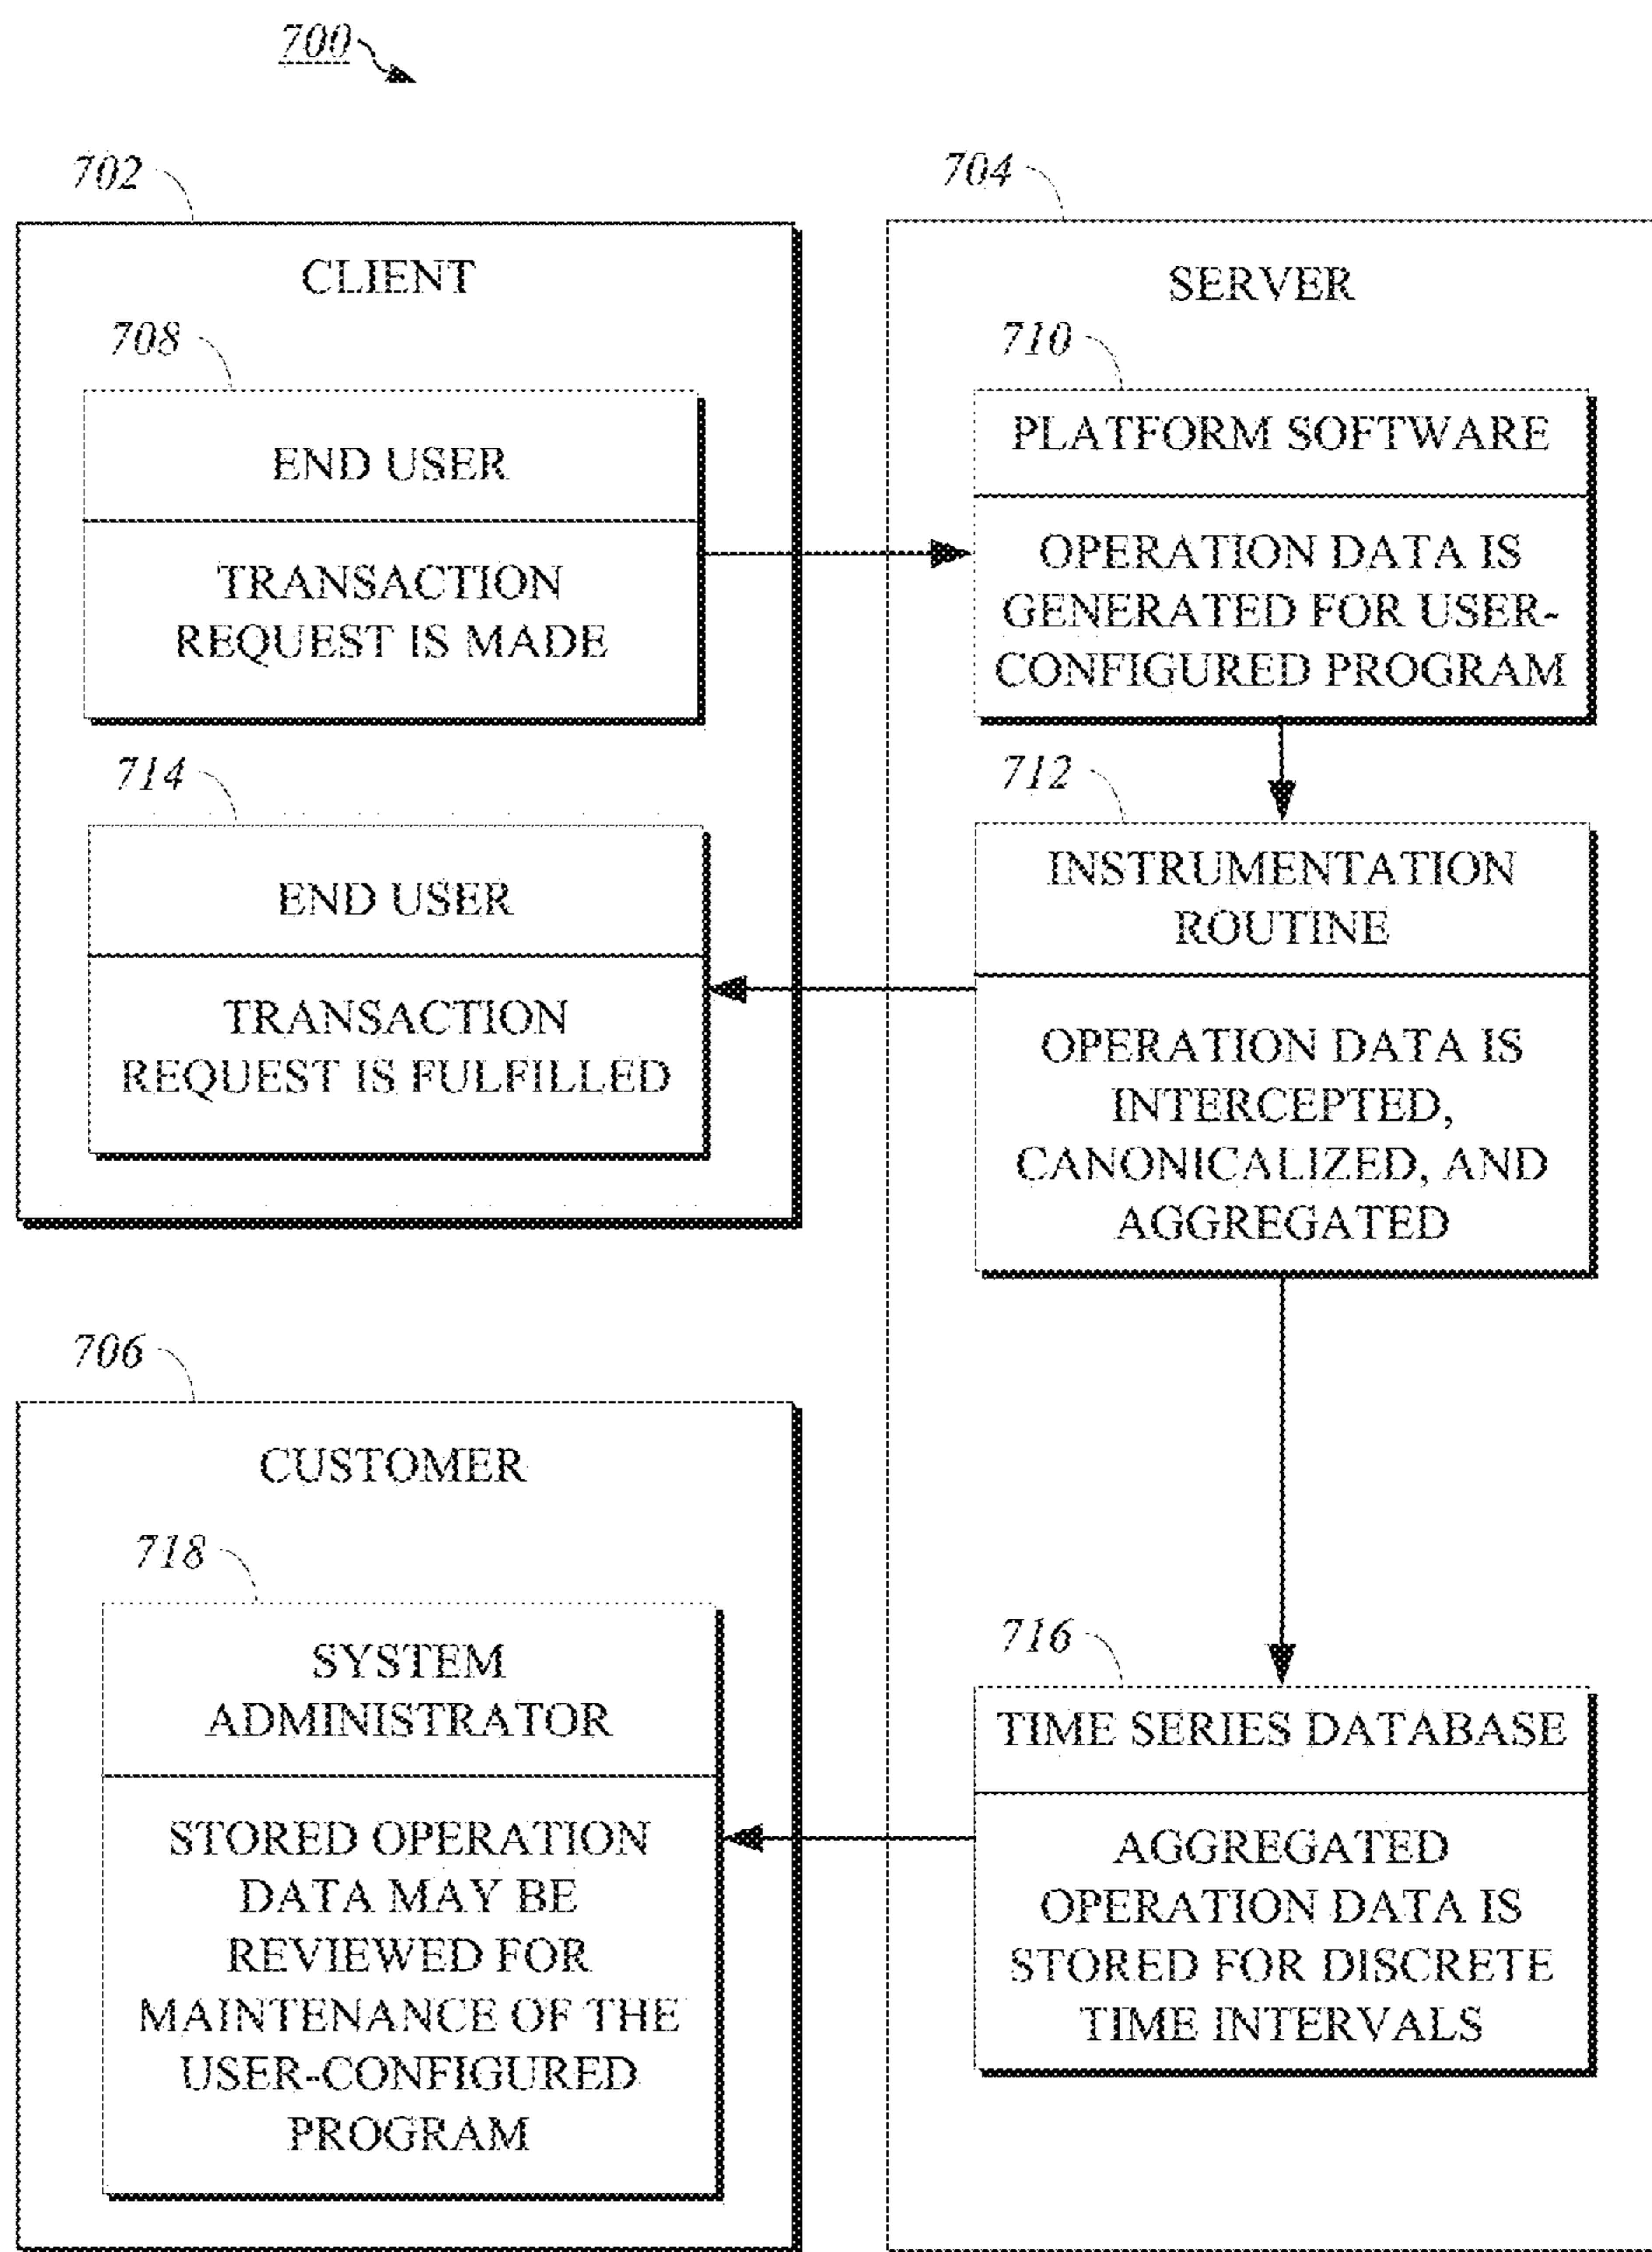 700
702
CLIENT
708
END USER
TRANSACTION
REQUEST IS MADE
714
END USER
TRANSACTION
REQUEST IS FULFILLED
704
SERVER
710
PLATFORM SOFTWARE
OPERATION DATA IS
GENERATED FOR USER-
CONFIGURED PROGRAM
712
INSTRUMENTATION
ROUTINE
OPERATION DATA IS
INTERCEPTED,
CANONICALIZED, AND
AGGREGATED
716
TIME SERIES DATABASE
AGGREGATED
OPERATION DATA IS
STORED FOR DISCRETE
TIME INTERVALS
706
CUSTOMER
718
SYSTEM
ADMINISTRATOR
STORED OPERATION
DATA MAY BE
REVIEWED FOR
MAINTENANCE OF THE
USER-CONFIGURED
PROGRAM